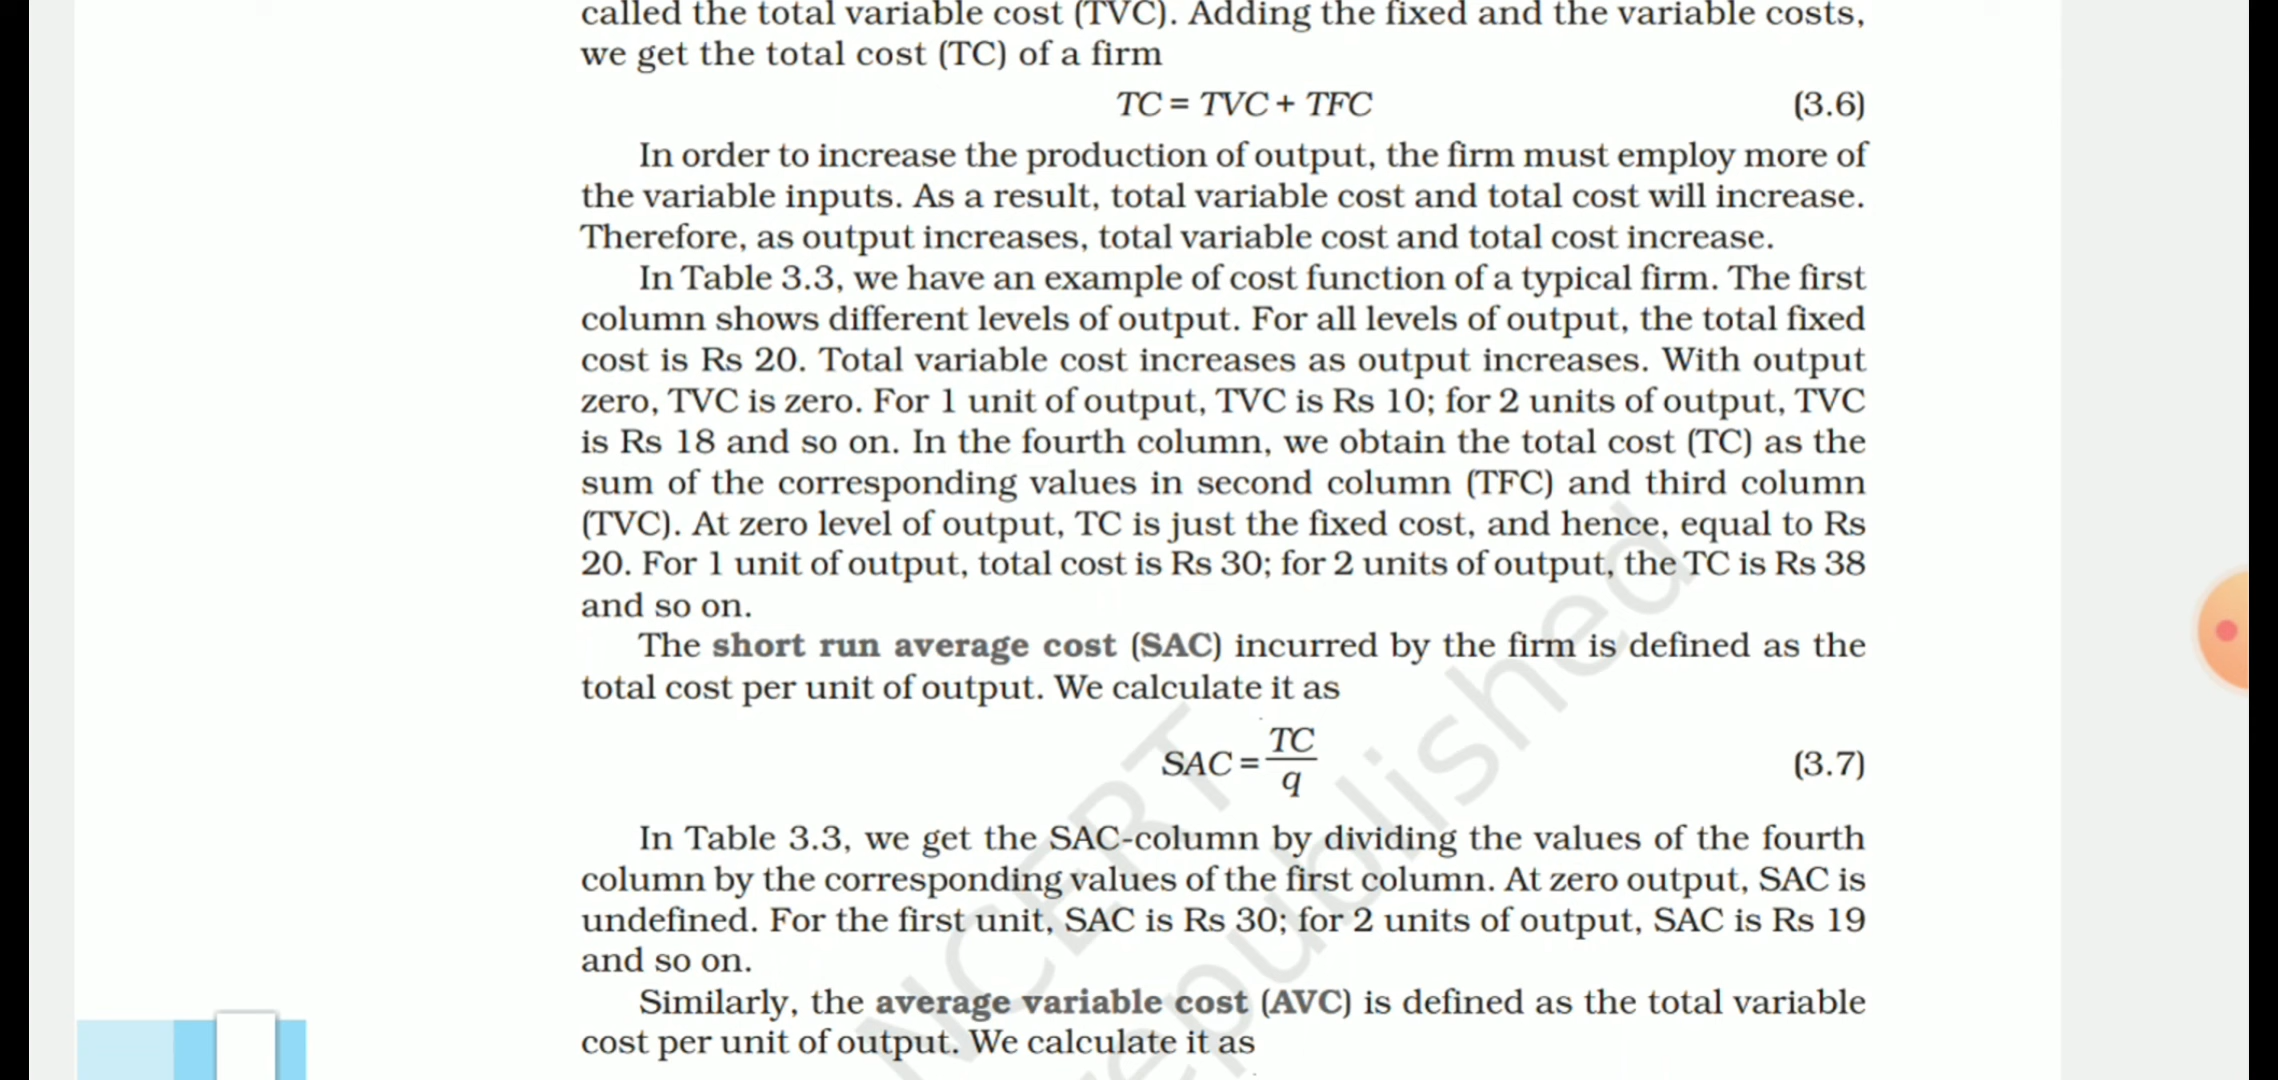 called the total variable cost (TVC). Adding the fixed and the variable costs,
we get the total cost (TC) of a firm
TC = TVC + TFC (3.6)
In order to increase the production of output, the firm must employ more of
the variable inputs. As a result, total variable cost and total cost will increase.
Therefore, as output increases, total variable cost and total cost increase.
In Table 3.3, we have an example of cost function of a typical firm. The first
column shows different levels of output. For all levels of output, the total fixed
cost is Rs 20. Total variable cost increases as output increases. With output
zero, TVC is zero. For 1 unit of output, TVC is Rs 10; for 2 units of output, TVC
is Rs 18 and so on. In the fourth column, we obtain the total cost (TC) as the
sum of the corresponding values in second column (TFC) and third column
(TVC). At zero level of output, TC is just the fixed cost, and hence, equal to Rs
20. For 1 unit of output, total cost is Rs 30; for 2 units of output, the TC is Rs 38
and so on.
The short run average cost (SAC) incurred by the firm is defined as the
total cost per unit of output. We calculate it as
SAC = TC / q (3.7)
In Table 3.3, we get the SAC-column by dividing the values of the fourth
column by the corresponding values of the first column. At zero output, SAC is
undefined. For the first unit, SAC is Rs 30; for 2 units of output, SAC is Rs 19
and so on.
Similarly, the average variable cost (AVC) is defined as the total variable
cost per unit of output. We calculate it as
NCERT
republished